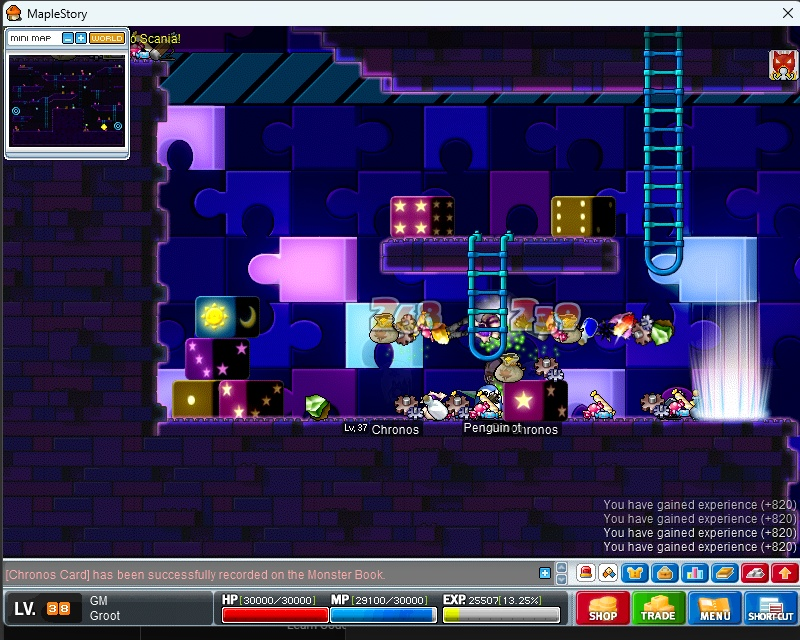 MapleStory
MINI MAP
WORLD
o Scania!
Lv. 37 Chronos
Penguin
ot
hronos
You have gained experience (+820)
You have gained experience (+820)
You have gained experience (+820)
You have gained experience (+820)
[Chronos Card] has been successfully recorded on the Monster Book.
LV. 38
GM
Groot
HP[30000/30000]
MP[29100/30000]
EXP.25507[13.25%]
SHOP
TRADE
MENU
SHORTCUT